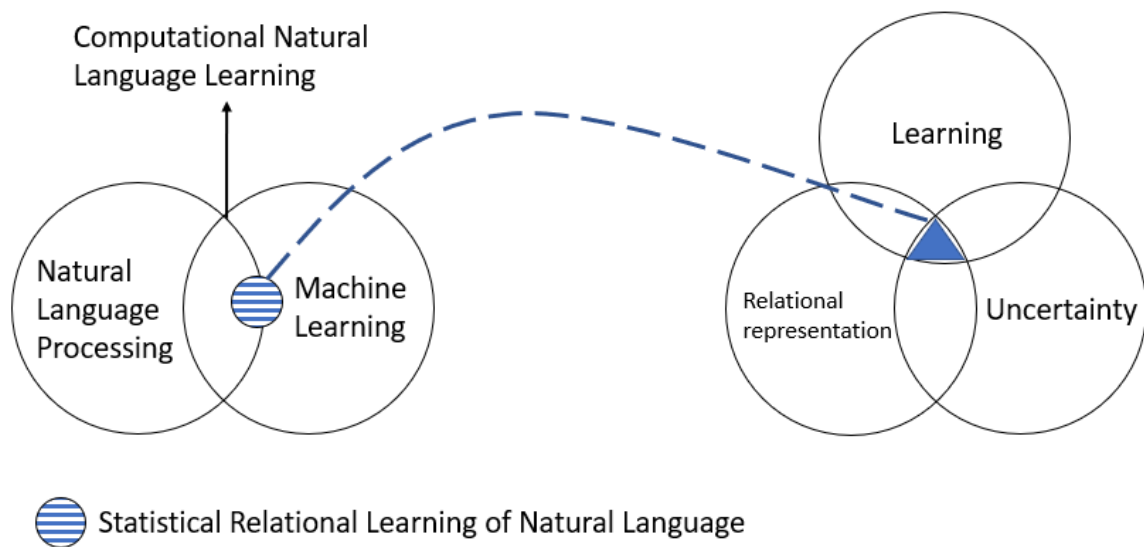 Computational Natural
Language Learning
Learning
Natural
Language
Processing
Machine
Learning
Relational
representation
Uncertainty
Statistical Relational Learning of Natural Language